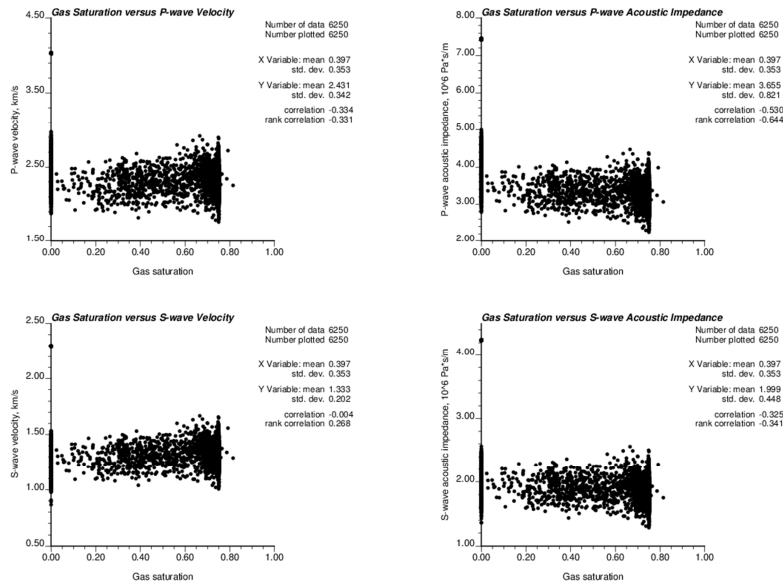 Gas Saturation versus P-wave Velocity
Number of data 6250
Number plotted 6250
X Variable: mean 0.397
std. dev. 0.353
Y Variable: mean 2.431
std. dev. 0.342
correlation -0.334
rank correlation -0.331
P-wave velocity, km/s
4.50
3.50
2.50
1.50
0.00 0.20 0.40 0.60 0.80 1.00
Gas saturation
Gas Saturation versus P-wave Acoustic Impedance
Number of data 6250
Number plotted 6250
X Variable: mean 0.397
std. dev. 0.353
Y Variable: mean 3.655
std. dev. 0.821
correlation -0.530
rank correlation -0.644
P-wave acoustic impedance, 10^6 Pa*s/m
8.00
7.00
6.00
5.00
4.00
3.00
2.00
0.00 0.20 0.40 0.60 0.80 1.00
Gas saturation
Gas Saturation versus S-wave Velocity
Number of data 6250
Number plotted 6250
X Variable: mean 0.397
std. dev. 0.353
Y Variable: mean 1.333
std. dev. 0.202
correlation -0.004
rank correlation 0.268
S-wave velocity, km/s
2.50
2.00
1.50
1.00
0.50
0.00 0.20 0.40 0.60 0.80 1.00
Gas saturation
Gas Saturation versus S-wave Acoustic Impedance
Number of data 6250
Number plotted 6250
X Variable: mean 0.397
std. dev. 0.353
Y Variable: mean 1.999
std. dev. 0.448
correlation -0.325
rank correlation -0.341
S-wave acoustic impedance, 10^6 Pa*s/m
4.00
3.00
2.00
1.00
0.00 0.20 0.40 0.60 0.80 1.00
Gas saturation